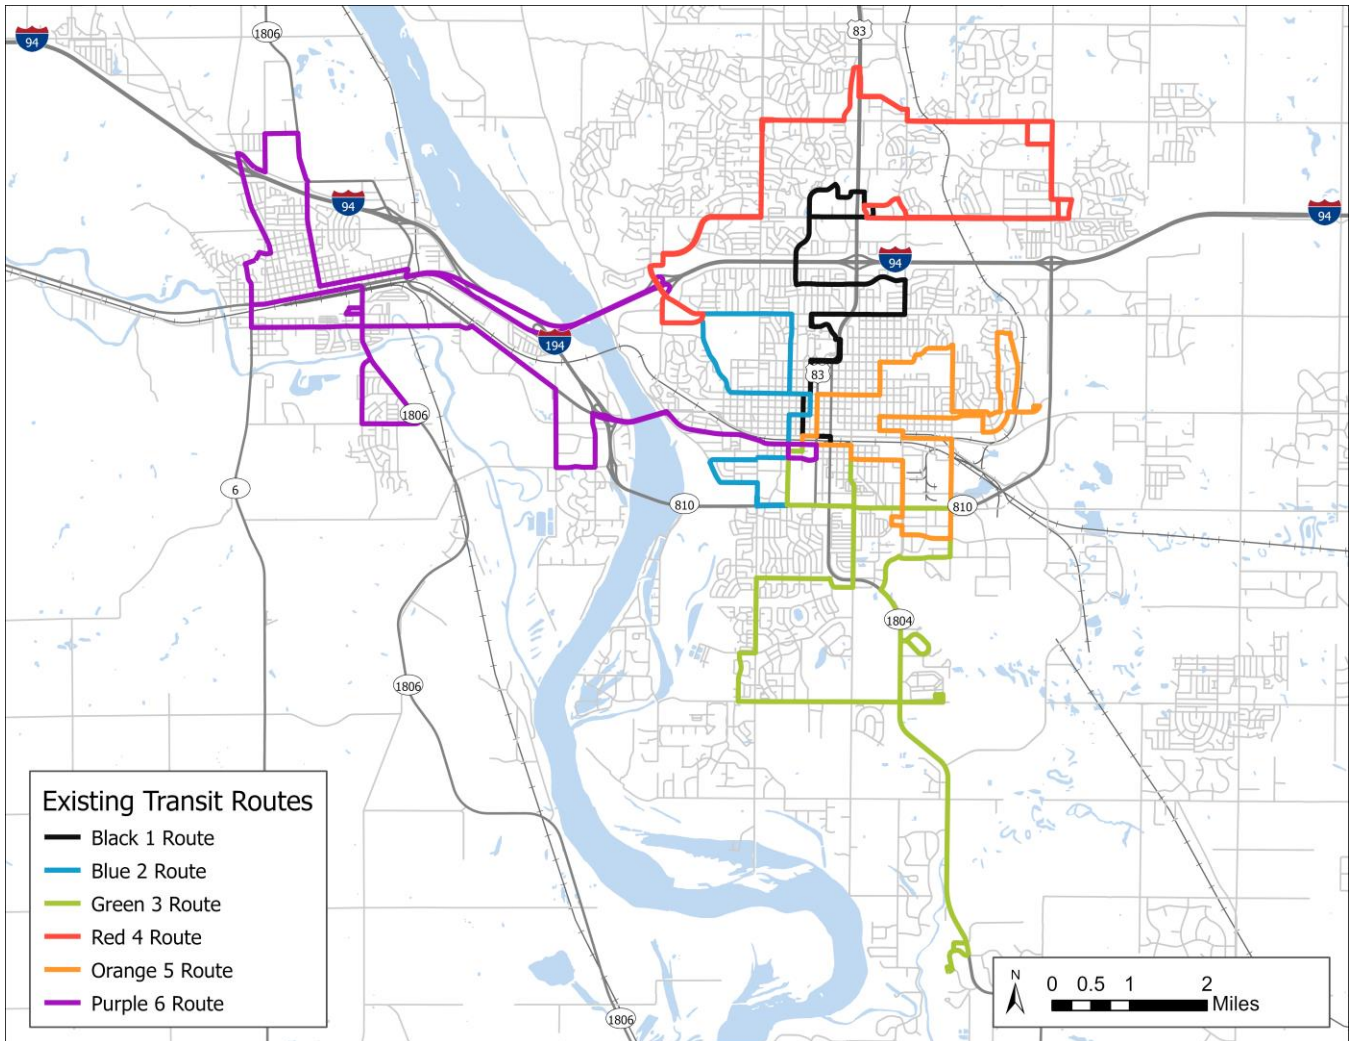 94
1806
83
94
94
94
194
83
1806
6
810
810
1804
1806
Existing Transit Routes
Black 1 Route
Blue 2 Route
Green 3 Route
Red 4 Route
Orange 5 Route
Purple 6 Route
N
0 0.5 1 2
Miles
1806